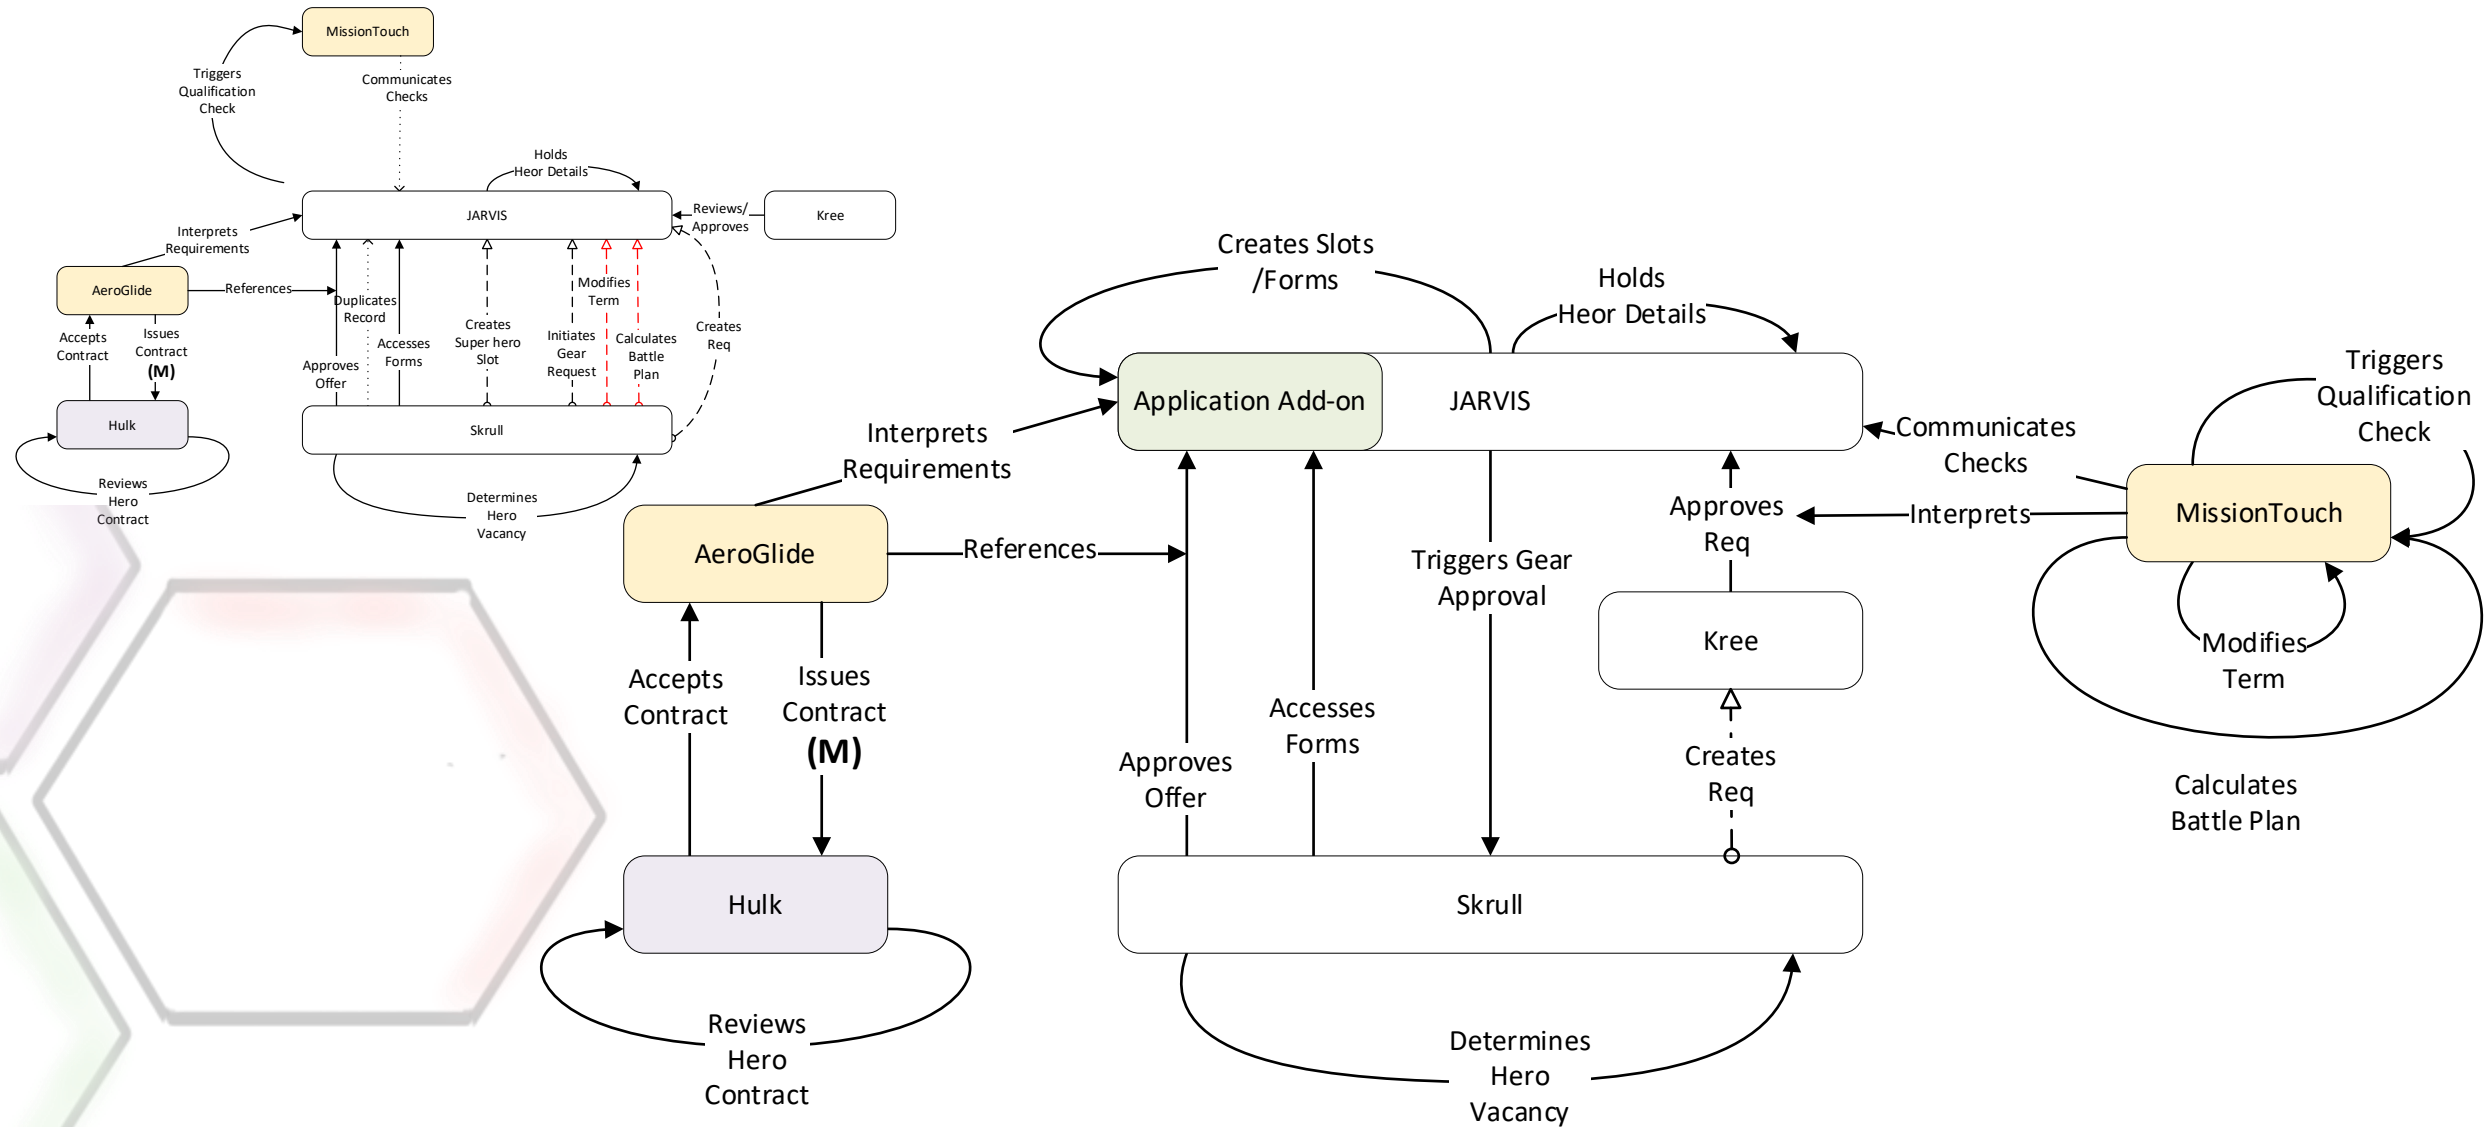 MissionTouch
Triggers
Qualification
Check
Communicates
Checks
Holds
Heor Details
JARVIS
Reviews/
Approves
Kree
Interprets
Requirements
AeroGlide
References
Duplicates
Record
Modifies
Term
Accepts
Contract
Issues
Contract
(M)
Approves
Offer
Accesses
Forms
Creates
Super hero
Slot
Initiates
Gear
Request
Calculates
Battle
Plan
Creates
Req
Hulk
Skrull
Reviews
Hero
Contract
Determines
Hero
Vacancy
Creates Slots
/Forms
Holds
Heor Details
Application Add-on
JARVIS
Triggers
Qualification
Check
Communicates
Checks
Interprets
Requirements
MissionTouch
Interprets
Approves
Req
AeroGlide
References
Triggers Gear
Approval
Kree
Modifies
Term
Accepts
Contract
Issues
Contract
(M)
Accesses
Forms
Approves
Offer
Creates
Req
Calculates
Battle Plan
Hulk
Skrull
Reviews
Hero
Contract
Determines
Hero
Vacancy